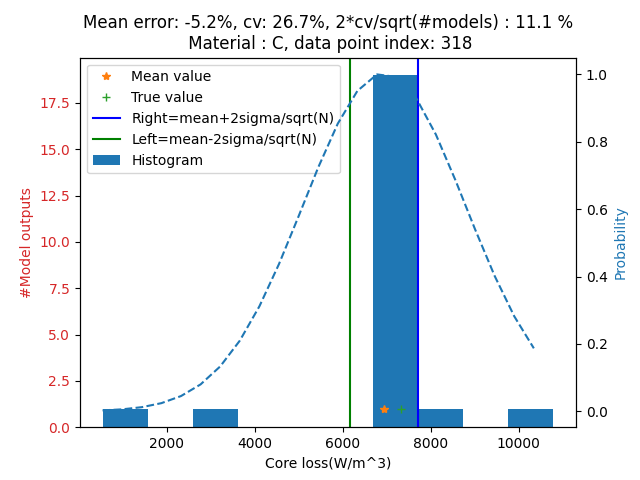 Mean error: -5.2%, cv: 26.7%, 2*cv/sqrt(#models) : 11.1 %
Material : C, data point index: 318
Mean value
True value
Right=mean+2sigma/sqrt(N)
Left=mean-2sigma/sqrt(N)
Histogram
#Model outputs
17.5
15.0
12.5
10.0
7.5
5.0
2.5
0.0
1.0
0.8
0.6
0.4
0.2
0.0
Probability
2000 4000 6000 8000 10000
Core loss(W/m^3)